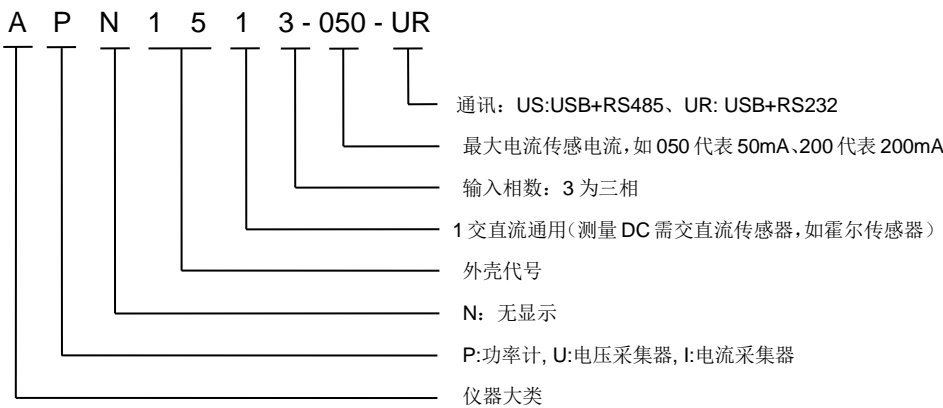 A P N 1 5 1 3 - 050 - UR
通讯：US:USB+RS485、UR: USB+RS232
最大电流传感电流，如 050 代表 50mA、200 代表 200mA
输入相数：3 为三相
1 交直流通用（测量 DC 需交直流传感器，如霍尔传感器）
外壳代号
N：无显示
P:功率计, U:电压采集器, I:电流采集器
仪器大类